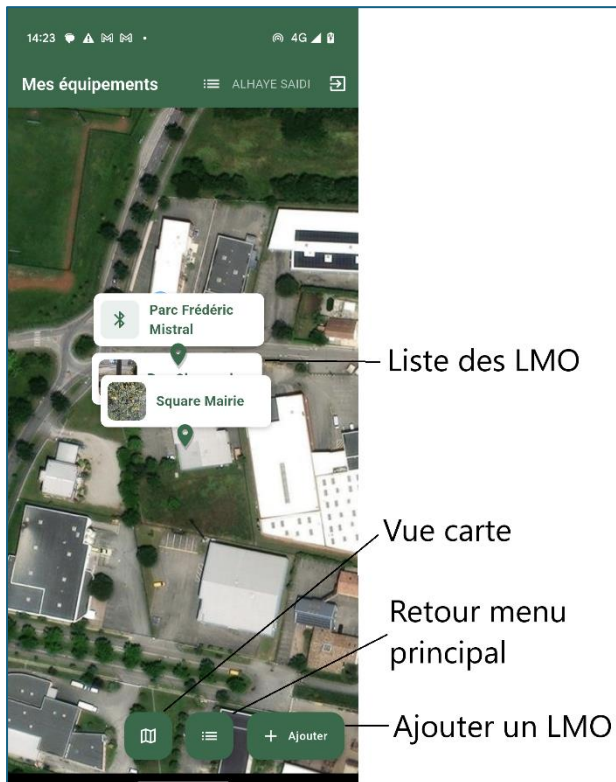 14:23
4G
Mes équipements
ALHAYE SAIDI
Parc Frédéric
Mistral
Square Mairie
Liste des LMO
Vue carte
Retour menu
principal
+ Ajouter
Ajouter un LMO